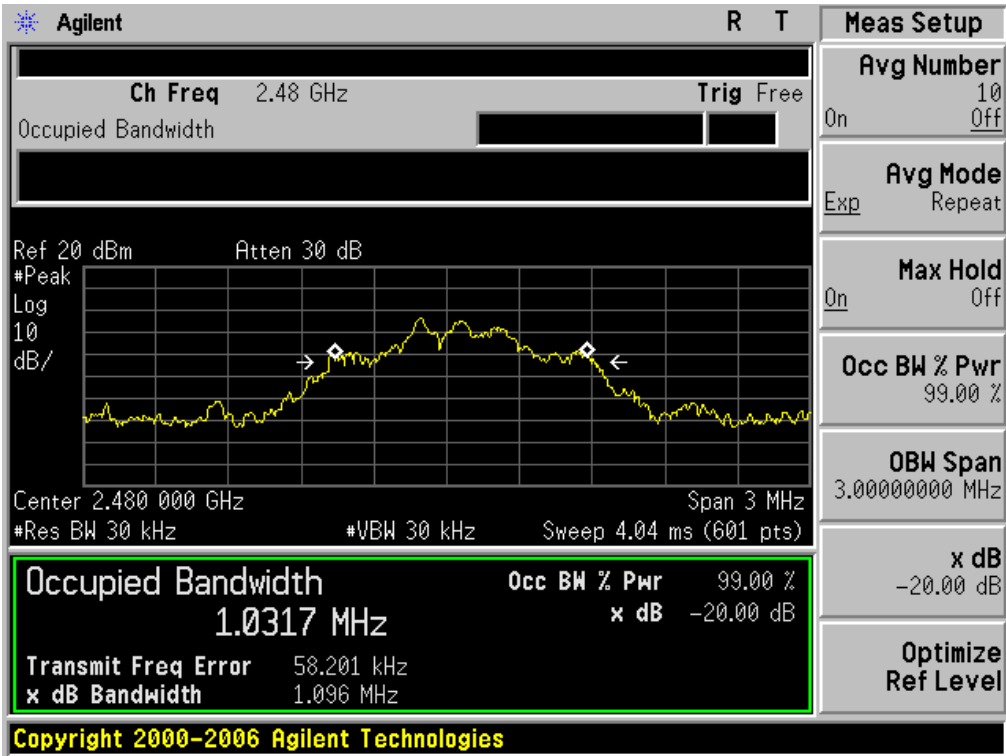 Agilent R T
Ch Freq 2.48 GHz Trig Free
Occupied Bandwidth
Ref 20 dBm Atten 30 dB
#Peak
Log
10
dB/
Center 2.480 000 GHz Span 3 MHz
#Res BW 30 kHz #VBW 30 kHz Sweep 4.04 ms (601 pts)
Occupied Bandwidth Occ BW % Pwr 99.00 %
1.0317 MHz x dB -20.00 dB
Transmit Freq Error 58.201 kHz
x dB Bandwidth 1.096 MHz
Copyright 2000-2006 Agilent Technologies
Meas Setup
Avg Number
10
On Off
Avg Mode
Exp Repeat
Max Hold
On Off
Occ BW % Pwr
99.00 %
OBW Span
3.00000000 MHz
x dB
-20.00 dB
Optimize
Ref Level